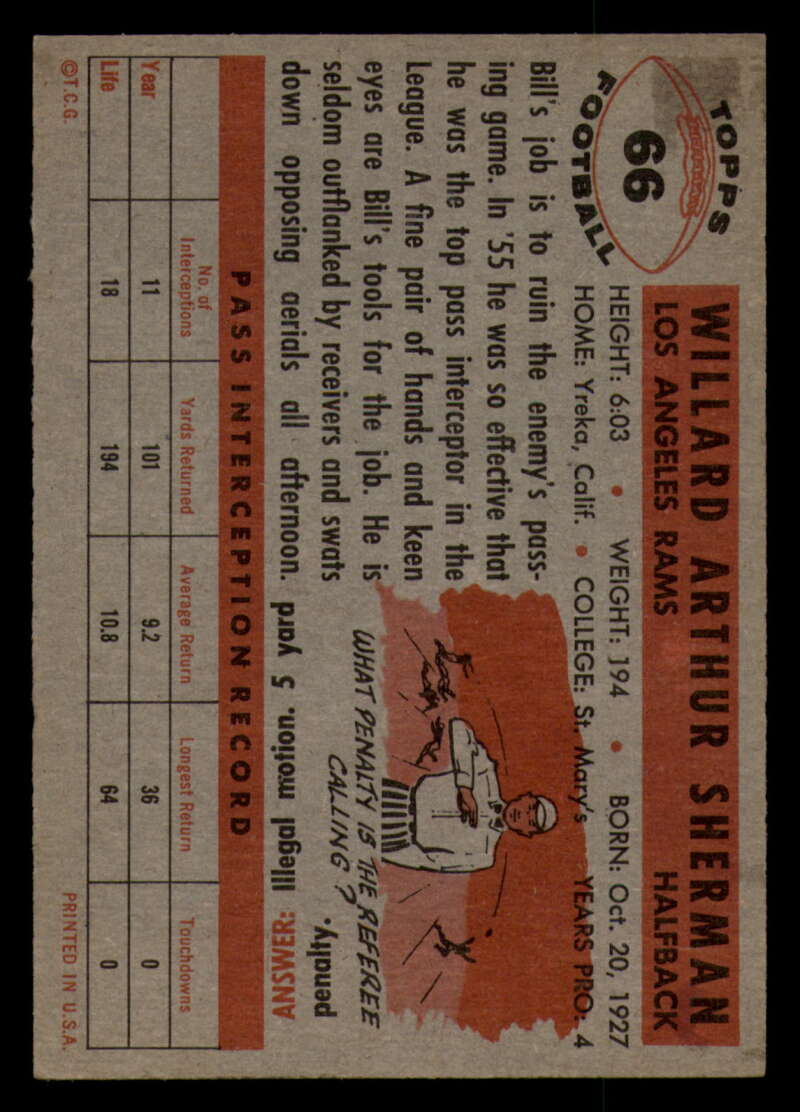 TOPPS
66
FOOTBALL
WILLARD ARTHUR SHERMAN
LOS ANGELES RAMS HALFBACK
HEIGHT: 6:03 • WEIGHT: 194 • BORN: Oct. 20, 1927
HOME: Yreka, Calif. • COLLEGE: St. Mary's YEARS PRO: 4
Bill's job is to ruin the enemy's pass-
ing game. In '55 he was so effective that
he was the top pass interceptor in the
League. A fine pair of hands and keen
eyes are Bill's tools for the job. He is
seldom outflanked by receivers and swats
down opposing aerials all afternoon.
WHAT PENALTY IS THE REFEREE
CALLING?
ANSWER: Illegal motion. 5 yard
penalty.
PASS INTERCEPTION RECORD
No. of Interceptions Yards Returned Average Return Longest Return Touchdowns
Year 11 101 9.2 36 0
Life 18 194 10.8 64 0
©T.C.G. PRINTED IN U.S.A.